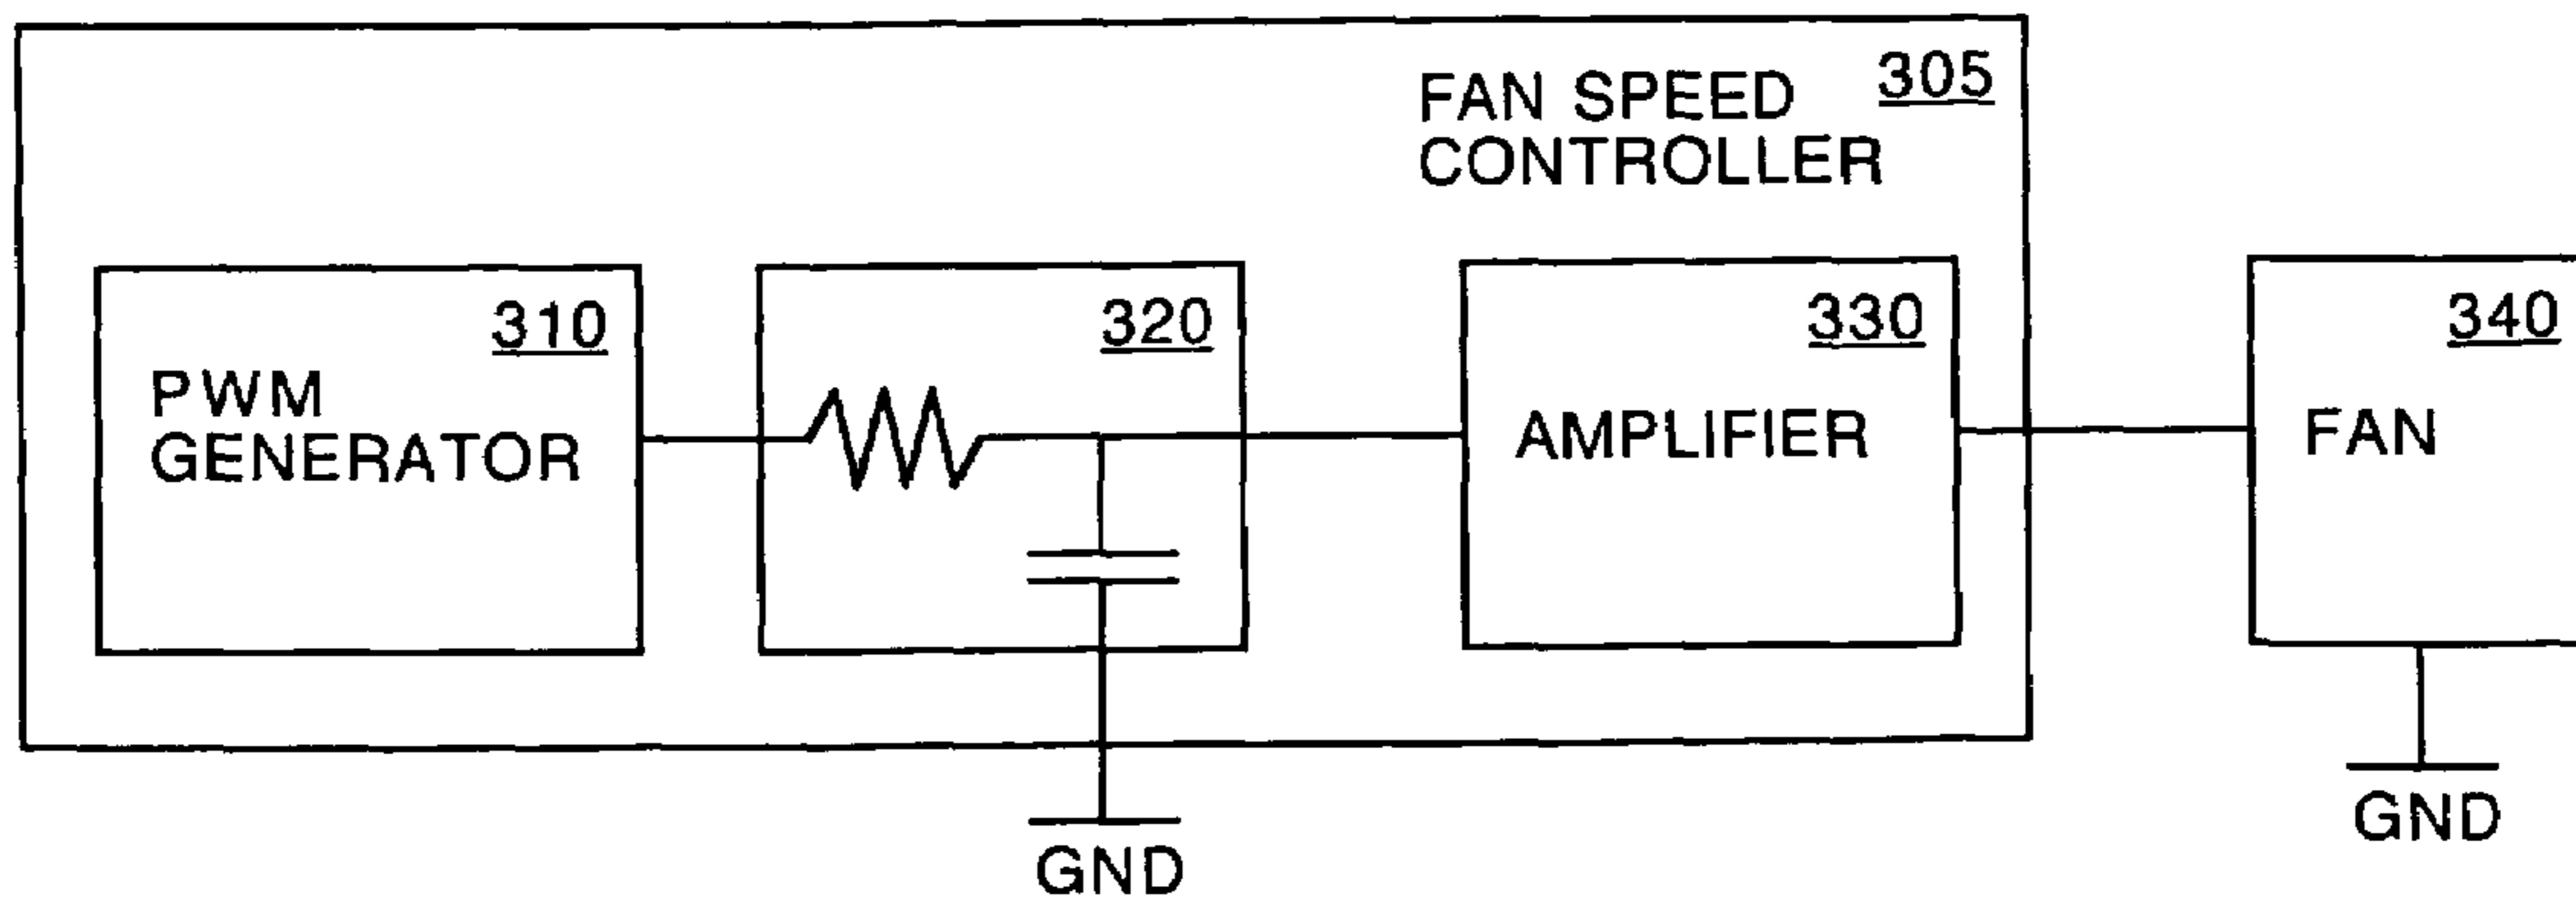 305
FAN SPEED
CONTROLLER
310
PWM
GENERATOR
320
330
AMPLIFIER
340
FAN
GND
GND